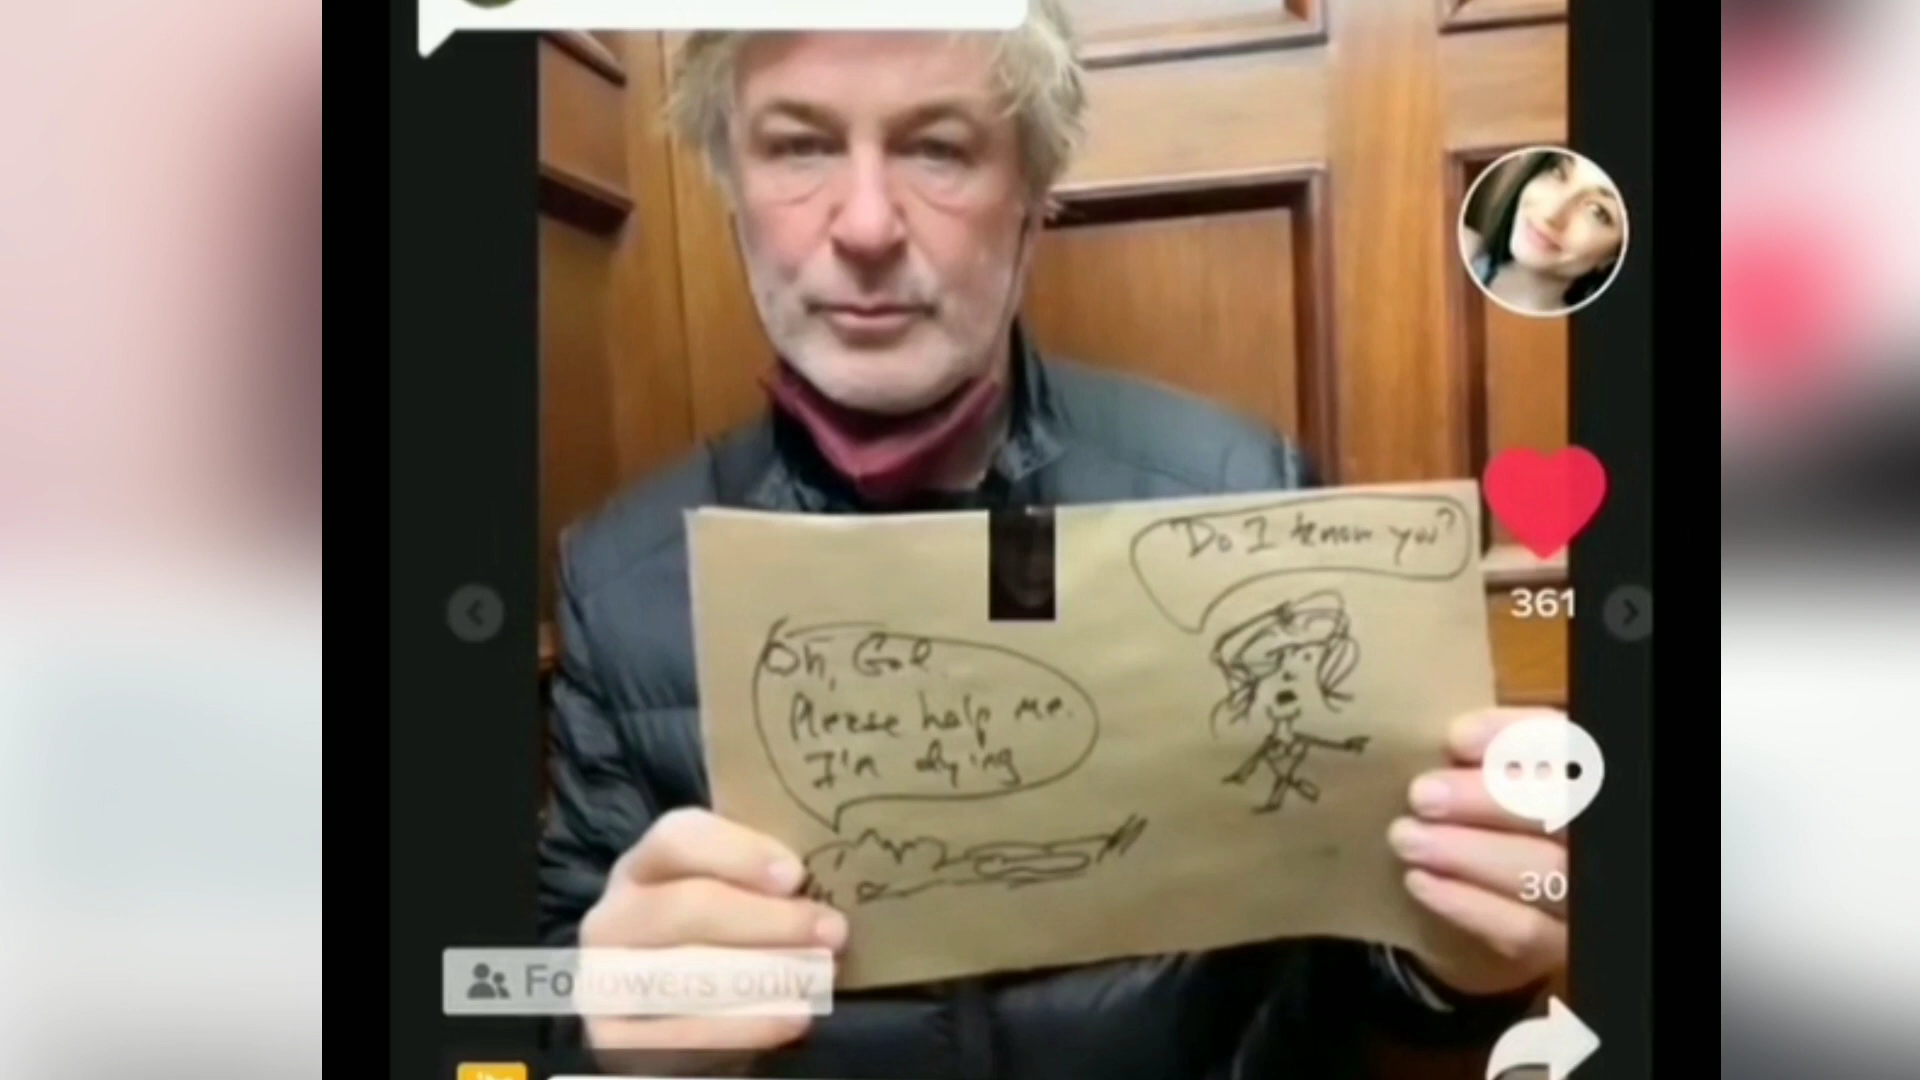 "Do I know you?"
Oh, God.
Please help me.
I'm dying
361
30
Followers only